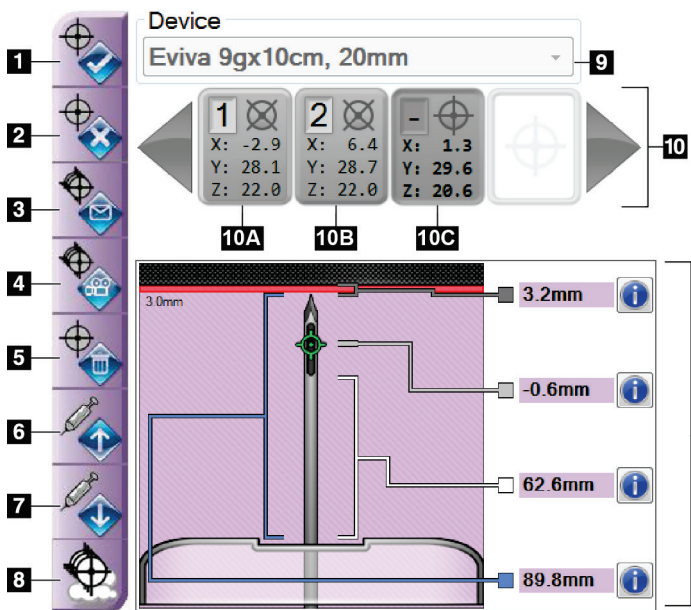 Device
1
Eviva 9gx10cm, 20mm
9
2
1
X: -2.9
Y: 28.1
Z: 22.0
2
X: 6.4
Y: 28.7
Z: 22.0
-
X: 1.3
Y: 29.6
Z: 20.6
10
3
10A
10B
10C
4
3.0mm
3.2mm
i
5
-0.6mm
i
6
62.6mm
i
7
8
89.8mm
i